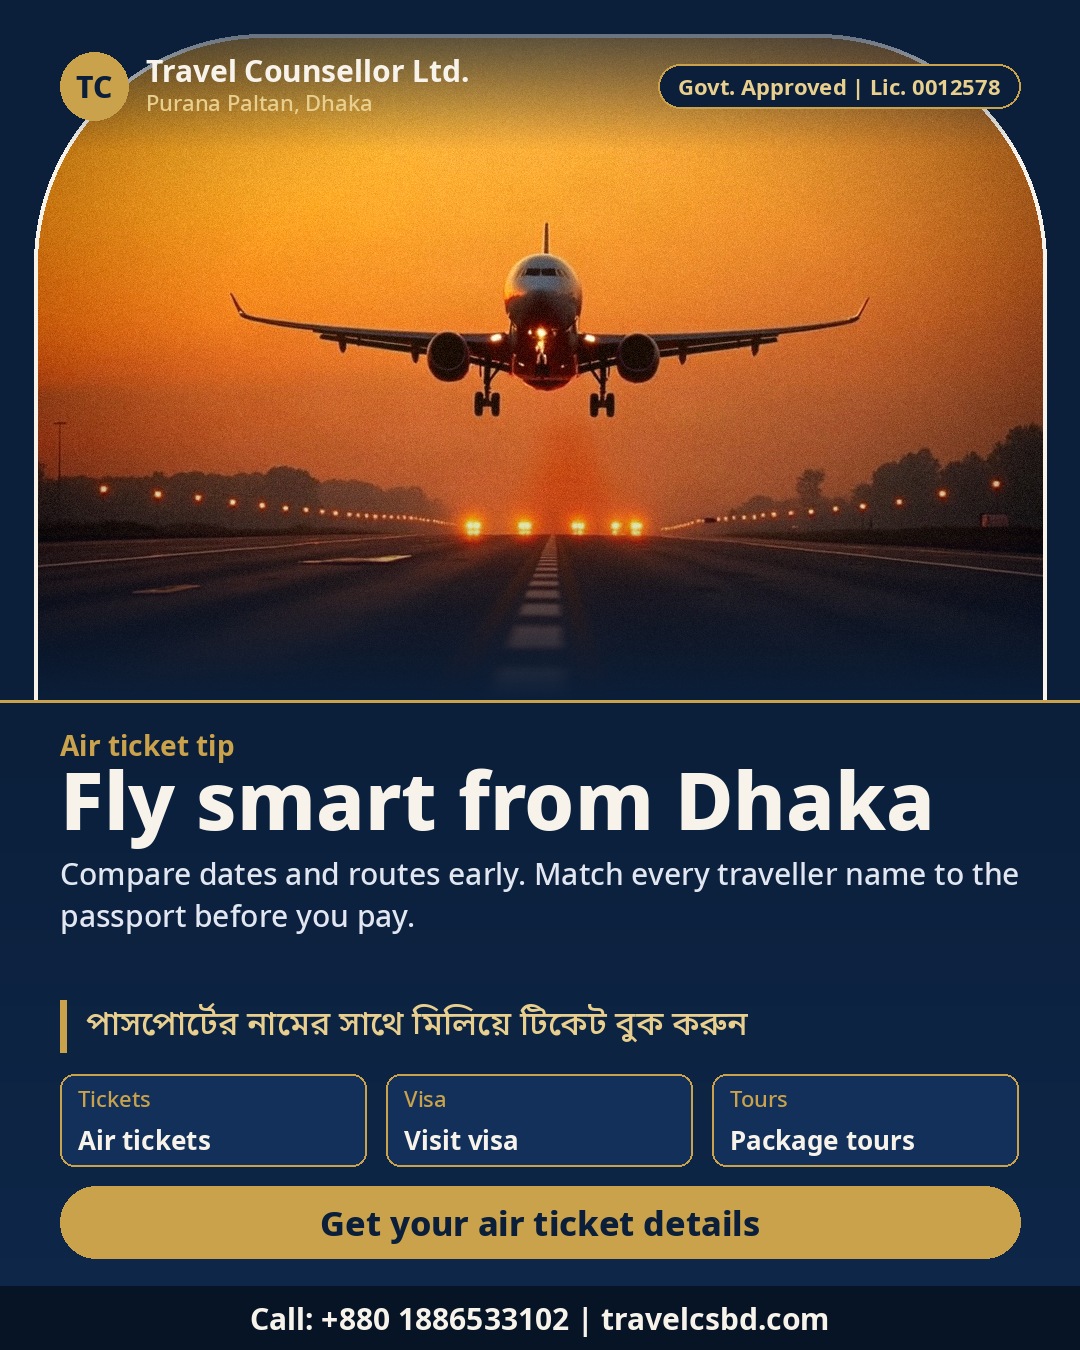 TC
Travel Counsellor Ltd.
Purana Paltan, Dhaka
Govt. Approved | Lic. 0012578
Air ticket tip
Fly smart from Dhaka
Compare dates and routes early. Match every traveller name to the
passport before you pay.
পাসপোর্টের নামের সাথে মিলিয়ে টিকেট বুক করুন
Tickets
Air tickets
Visa
Visit visa
Tours
Package tours
Get your air ticket details
Call: +880 1886533102 | travelcsbd.com